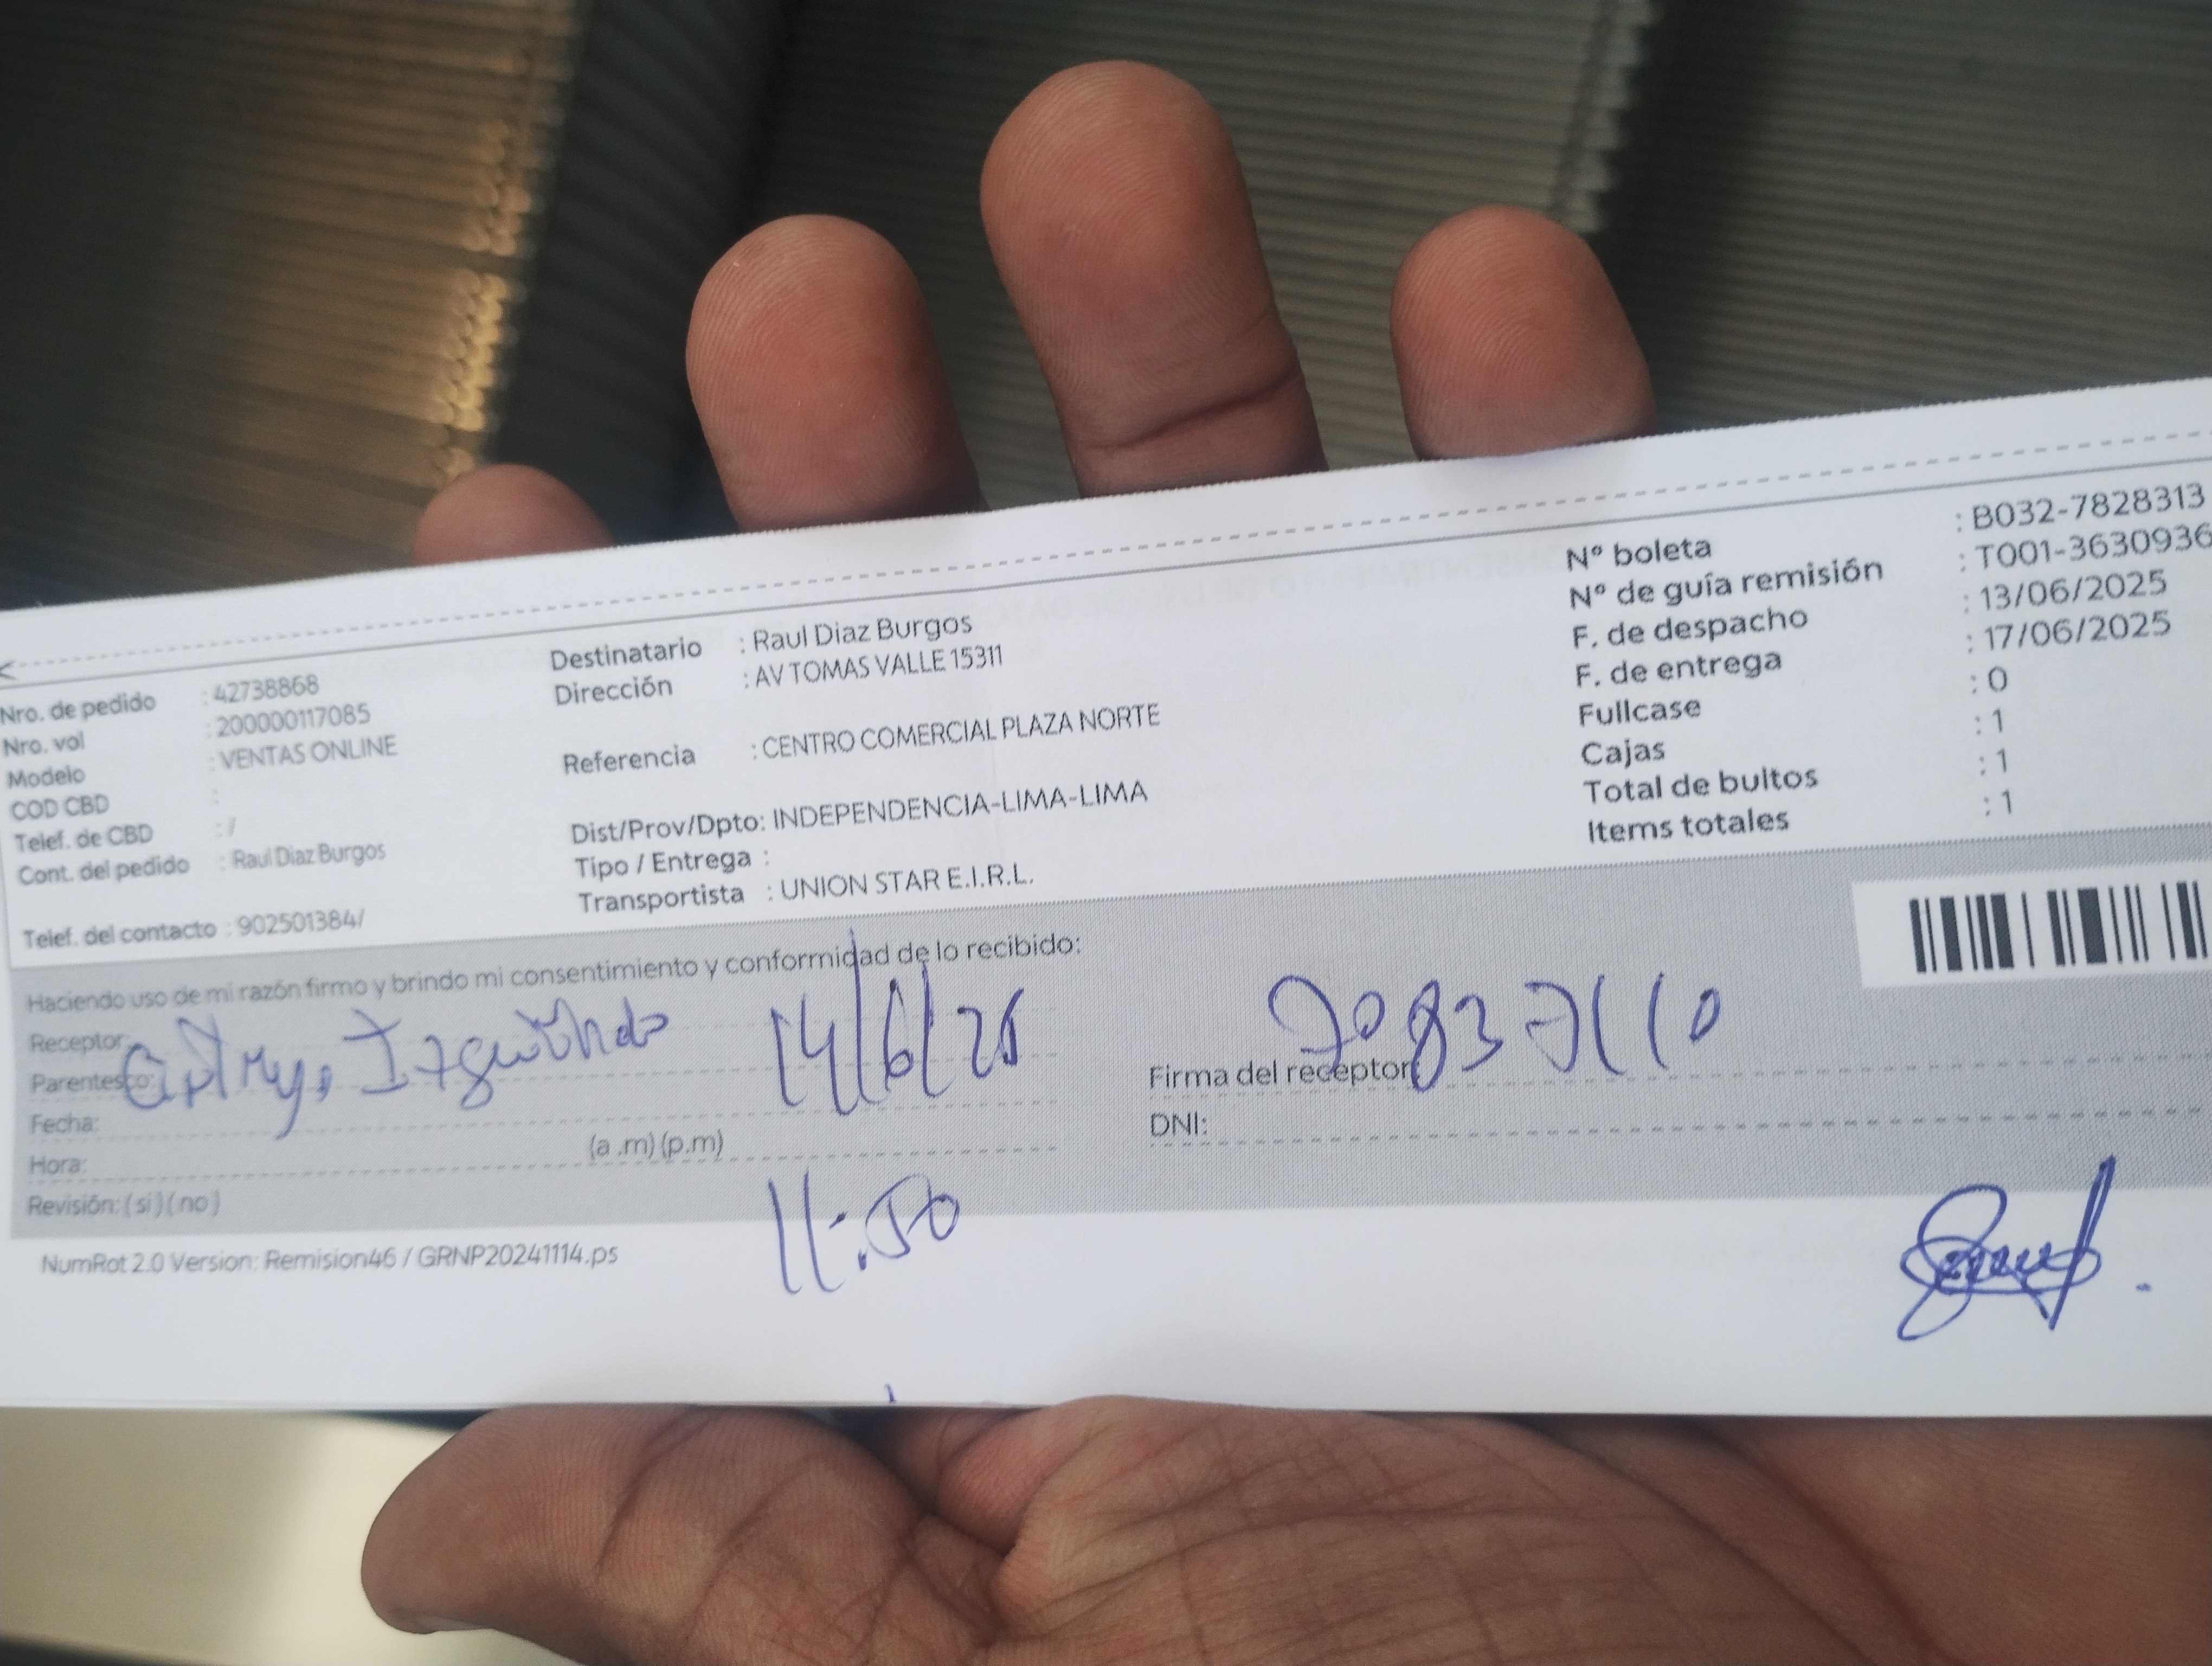 Nro. de pedido : 42738868
Nro. vol : 200000117085
Modelo : VENTAS ONLINE
COD CBD :
Telef. de CBD : /
Cont. del pedido : Raul Diaz Burgos
Telef. del contacto : 902501384/
Destinatario : Raul Diaz Burgos
Dirección : AV TOMAS VALLE 15311
Referencia : CENTRO COMERCIAL PLAZA NORTE
Dist/Prov/Dpto: INDEPENDENCIA-LIMA-LIMA
Tipo / Entrega :
Transportista : UNION STAR E.I.R.L.
Nº boleta : B032-7828313
Nº de guía remisión : T001-3630936
F. de despacho : 13/06/2025
F. de entrega : 17/06/2025
Fullcase : 0
Cajas : 1
Total de bultos : 1
Items totales : 1
Haciendo uso de mi razón firmo y brindo mi consentimiento y conformidad de lo recibido:
Receptor:
14/6/25
Parentesco:
Fecha:
Hora: (a .m) (p.m)
Revisión: ( si ) ( no )
11:50
Firma del receptor
DNI:
NumRot 2.0 Version: Remision46 / GRNP20241114.ps